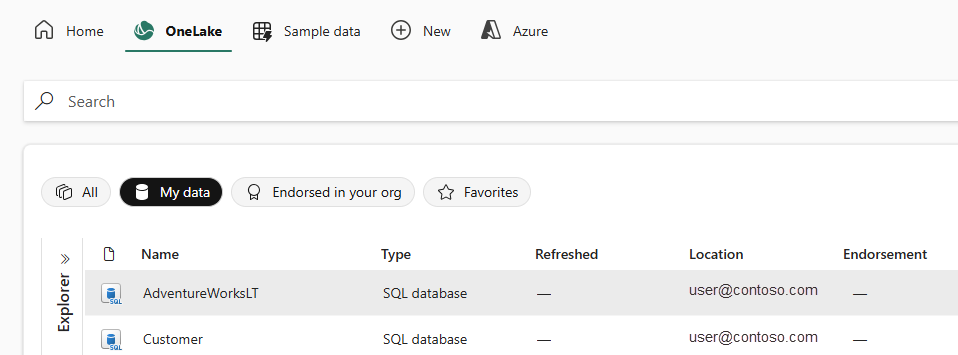 Home OneLake Sample data New Azure
Search
All My data Endorsed in your org Favorites
Explorer
Name Type Refreshed Location Endorsement
SQL AdventureWorksLT SQL database — user@contoso.com —
SQL Customer SQL database — user@contoso.com —